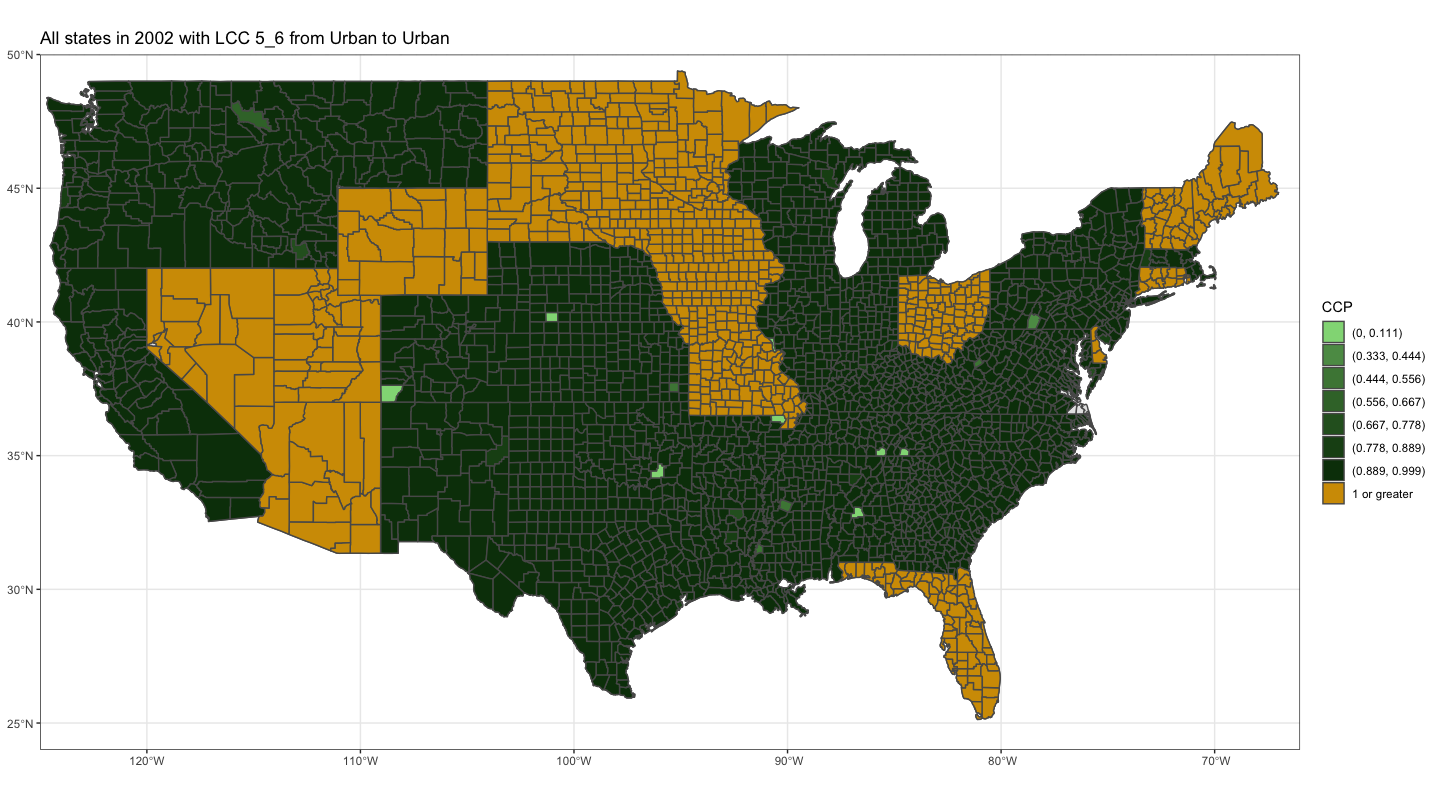 All states in 2002 with LCC 5_6 from Urban to Urban
50°N
45°N
40°N
35°N
30°N
25°N
120°W
110°W
100°W
90°W
80°W
70°W
CCP
(0, 0.111)
(0.333, 0.444)
(0.444, 0.556)
(0.556, 0.667)
(0.667, 0.778)
(0.778, 0.889)
(0.889, 0.999)
1 or greater